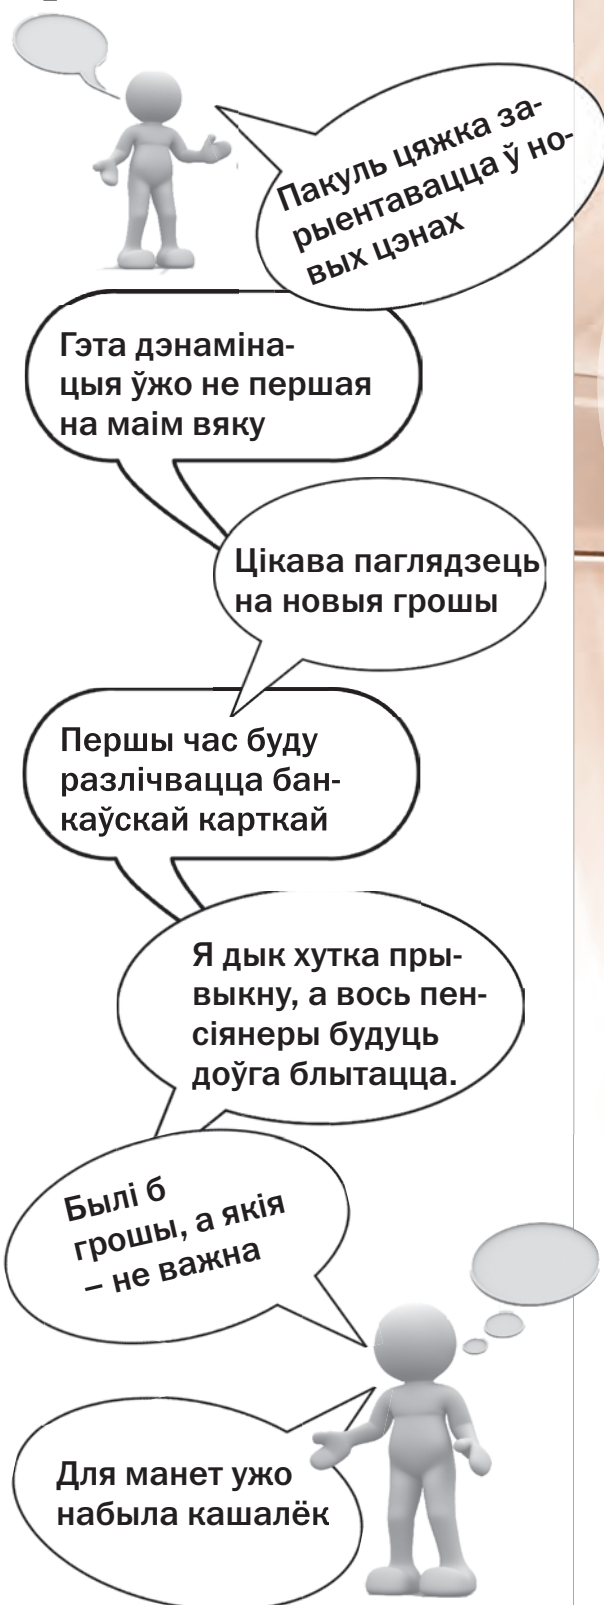 Пакуль цяжка за-
рыентавацца ў но-
вых цэнах
Гэта дэнаміна-
цыя ўжо не першая
на маім вяку
Цікава паглядзець
на новыя грошы
Першы час буду
разлічвацца бан-
каўскай карткай
Я дык хутка пры-
выкну, а вось пен-
сіянеры будуць
доўга блытацца.
Былі б
грошы, а якія
– не важна
Для манет ужо
набыла кашалёк